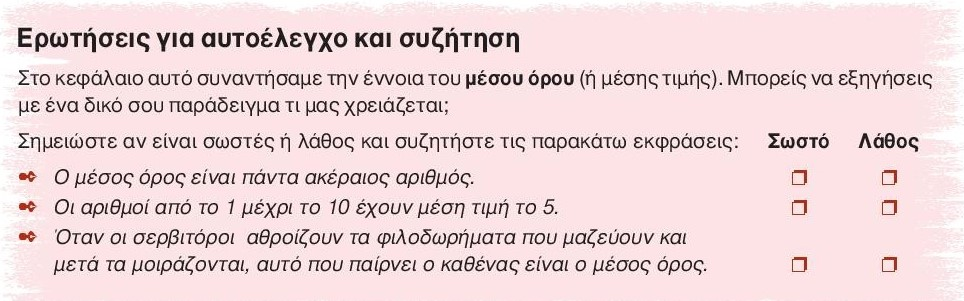 Ερωτήσεις για αυτοέλεγχο και συζήτηση
Στο κεφάλαιο αυτό συναντήσαμε την έννοια του μέσου όρου (ή μέσης τιμής). Μπορείς να εξηγήσεις
με ένα δικό σου παράδειγμα τι μας χρειάζεται;
Σημειώστε αν είναι σωστές ή λάθος και συζητήστε τις παρακάτω εκφράσεις: Σωστό Λάθος
Ο μέσος όρος είναι πάντα ακέραιος αριθμός.
Οι αριθμοί από το 1 μέχρι το 10 έχουν μέση τιμή το 5.
Όταν οι σερβιτόροι αθροίζουν τα φιλοδωρήματα που μαζεύουν και
μετά τα μοιράζονται, αυτό που παίρνει ο καθένας είναι ο μέσος όρος.